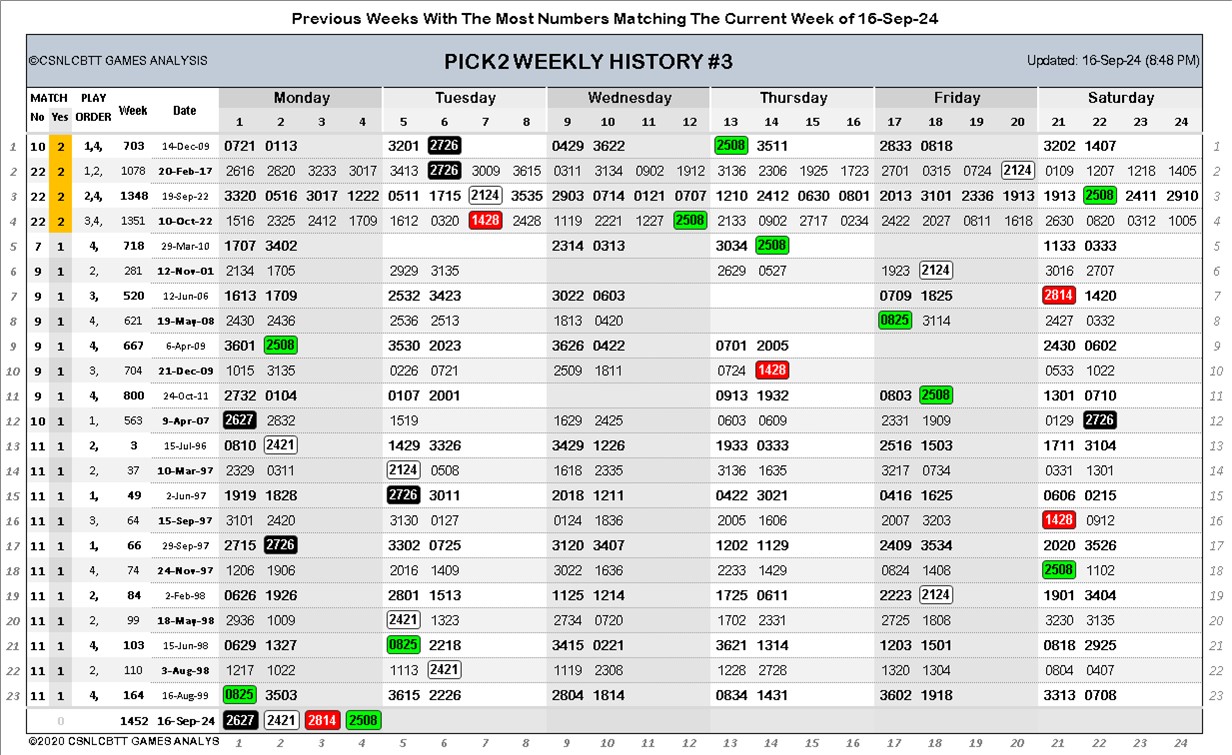 Previous Weeks With The Most Numbers Matching The Current Week of 16-Sep-24
©CSNLCBTT GAMES ANALYSIS PICK2 WEEKLY HISTORY #3 Updated: 16-Sep-24 (8:48 PM)
MATCH PLAY Week Date Monday Tuesday Wednesday Thursday Friday Saturday
No Yes ORDER 1 2 3 4 5 6 7 8 9 10 11 12 13 14 15 16 17 18 19 20 21 22 23 24
1 10 2 1,4, 703 14-Dec-09 0721 0113 3201 2726 0429 3622 2508 3511 2833 0818 3202 1407 1
2 22 2 1,2, 1078 20-Feb-17 2616 2820 3233 3017 3413 2726 3009 3615 0311 3134 0902 1912 3136 2306 1925 1723 2701 0315 0724 2124 0109 1207 1218 1405 2
3 22 2 2,4, 1348 19-Sep-22 3320 0516 3017 1222 0511 1715 2124 3535 2903 0714 0121 0707 1210 2412 0630 0801 2013 3101 2336 1913 1913 2508 2411 2910 3
4 22 2 3,4, 1351 10-Oct-22 1516 2325 2412 1709 1612 0320 1428 2428 1119 2221 1227 2508 2133 0902 2717 0234 2422 2027 0811 1618 2630 0820 0312 1005 4
5 7 1 4, 718 29-Mar-10 1707 3402 2314 0313 3034 2508 1133 0333 5
6 9 1 2, 281 12-Nov-01 2134 1705 2929 3135 2629 0527 1923 2124 3016 2707 6
7 9 1 3, 520 12-Jun-06 1613 1709 2532 3423 3022 0603 0709 1825 2814 1420 7
8 9 1 4, 621 19-May-08 2430 2436 2536 2513 1813 0420 0825 3114 2427 0332 8
9 9 1 4, 667 6-Apr-09 3601 2508 3530 2023 3626 0422 0701 2005 2430 0602 9
10 9 1 3, 704 21-Dec-09 1015 3135 0226 0721 2509 1811 0724 1428 0533 1022 10
11 9 1 4, 800 24-Oct-11 2732 0104 0107 2001 0913 1932 0803 2508 1301 0710 11
12 10 1 1, 563 9-Apr-07 2627 2832 1519 1629 2425 0603 0609 2331 1909 0129 2726 12
13 11 1 2, 3 15-Jul-96 0810 2421 1429 3326 3429 1226 1933 0333 2516 1503 1711 3104 13
14 11 1 2, 37 10-Mar-97 2329 0311 2124 0508 1618 2335 3136 1635 3217 0734 0331 1301 14
15 11 1 1, 49 2-Jun-97 1919 1828 2726 3011 2018 1211 0422 3021 0416 1625 0606 0215 15
16 11 1 3, 64 15-Sep-97 3101 2420 3130 0127 0124 1836 2005 1606 2007 3203 1428 0912 16
17 11 1 1, 66 29-Sep-97 2715 2726 3302 0725 3120 3407 1202 1129 2409 3534 2020 3526 17
18 11 1 4, 74 24-Nov-97 1206 1906 2016 1409 3022 1636 2233 1429 0824 1408 2508 1102 18
19 11 1 2, 84 2-Feb-98 0626 1926 2801 1513 1125 1214 1725 0611 2223 2124 1901 3404 19
20 11 1 2, 99 18-May-98 2936 1009 2421 1323 2734 0720 1702 2331 2725 1808 3230 3135 20
21 11 1 4, 103 15-Jun-98 0629 1327 0825 2218 3415 0221 3621 1314 1203 1501 0818 2925 21
22 11 1 2, 110 3-Aug-98 1217 1022 1113 2421 1119 2308 1228 2728 1320 1304 0804 0407 22
23 11 1 4, 164 16-Aug-99 0825 3503 3615 2226 2804 1814 0834 1431 3602 1918 3313 0708 23
0 1452 16-Sep-24 2627 2421 2814 2508
©2020 CSNLCBTT GAMES ANALYS 1 2 3 4 5 6 7 8 9 10 11 12 13 14 15 16 17 18 19 20 21 22 23 24